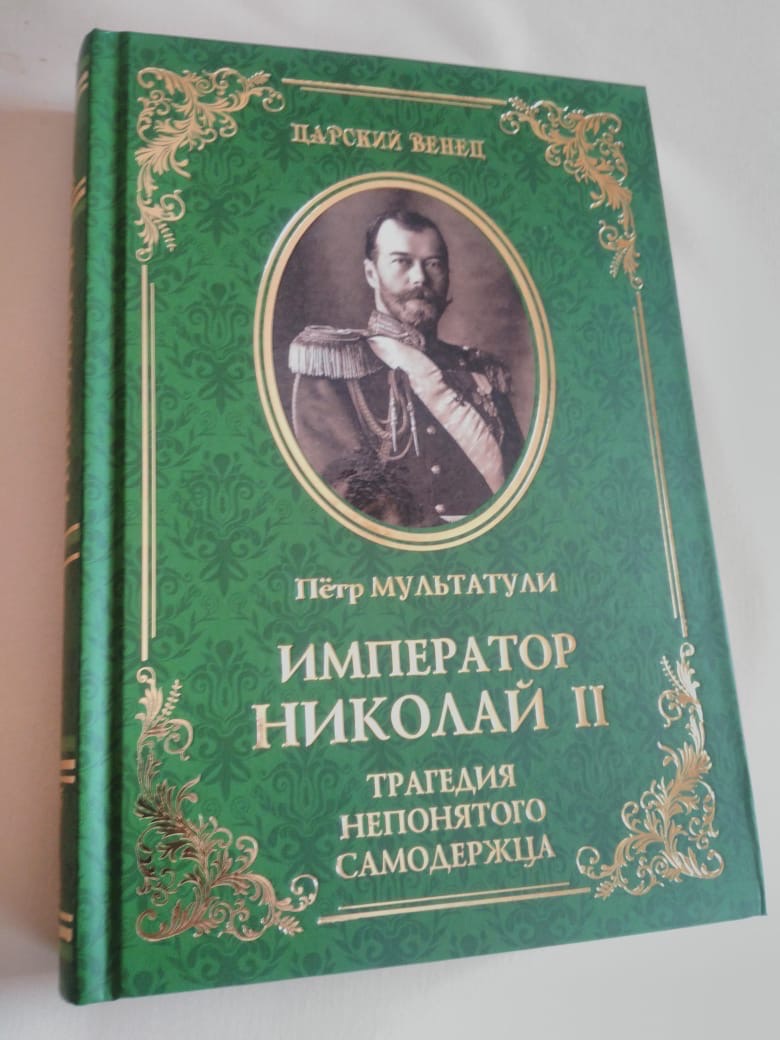 ЦАРСКИЙ ВЕНЕЦ
Пётр МУЛЬТАТУЛИ
ИМПЕРАТОР
НИКОЛАЙ II
ТРАГЕДИЯ
НЕПОНЯТОГО
САМОДЕРЖЦА